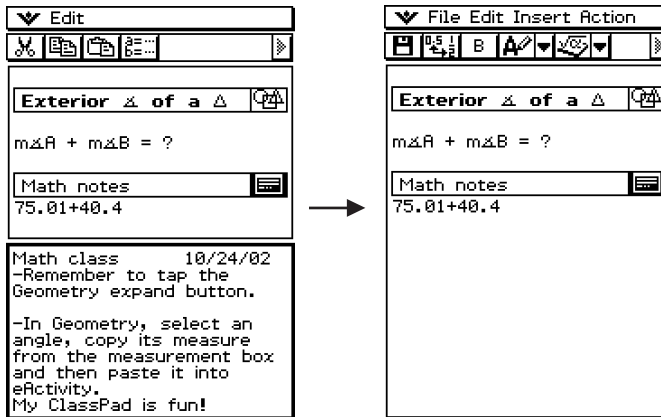 Edit
Exterior ∡ of a △
m∡A + m∡B = ?
Math notes
75.01+40.4
Math class 10/24/02
-Remember to tap the
Geometry expand button.
-In Geometry, select an
angle, copy its measure
from the measurement box
and then paste it into
eActivity.
My ClassPad is fun!
File Edit Insert Action
B
Exterior ∡ of a △
m∡A + m∡B = ?
Math notes
75.01+40.4